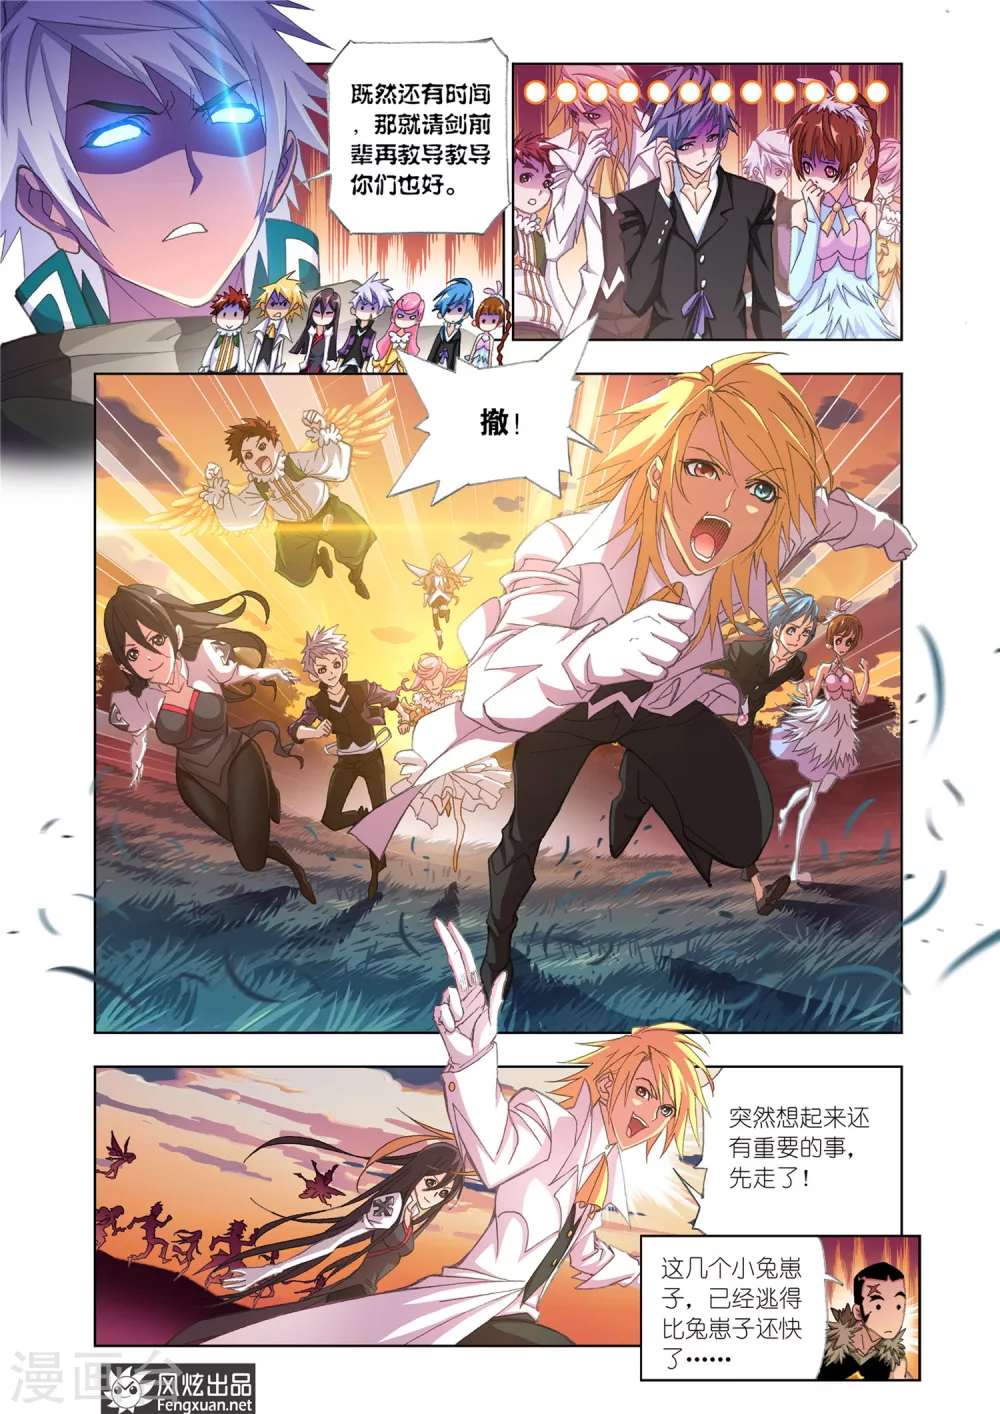 既然还有时间
，那就请剑前
辈再教导教导
你们也好。
撤！
突然想起来还
有重要的事，
先走了！
这几个小兔崽
子，已经逃得
比兔崽子还快
了……
漫画台
风炫出品
Fengxuan.net